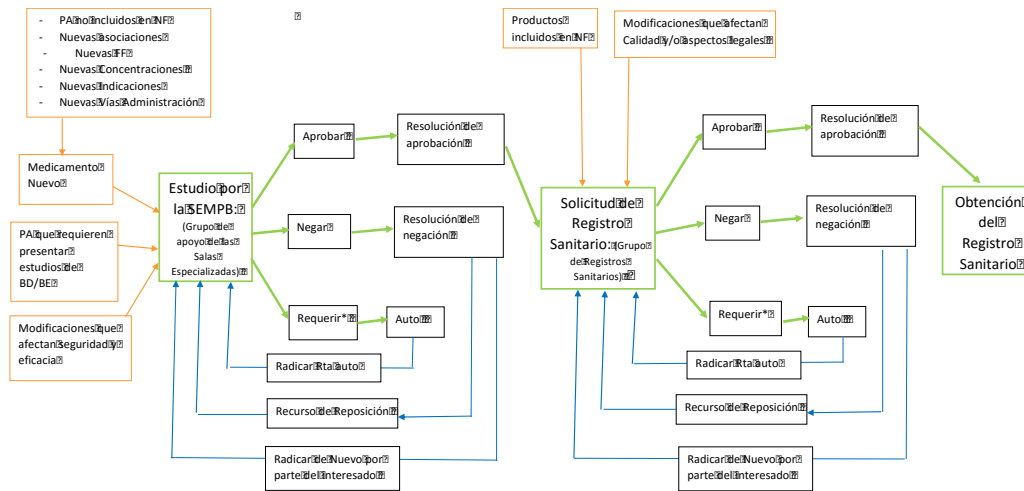 - PA no incluidos en NF
- Nuevas asociaciones
- Nuevas FF
- Nuevas Concentraciones
- Nuevas Indicaciones
- Nuevas Vías Administración
Productos
incluidos en NF
Modificaciones que afectan
Calidad y/o aspectos legales
Medicamento
Nuevo
PA que requieren
presentar
estudios de
BD/BE
Modificaciones que
afectan seguridad y
eficacia
Estudio por
la SEMPB:
(Grupo de
apoyo de las
Salas
Especializadas)
Aprobar
Resolución de
aprobación
Negar
Resolución de
negación
Requerir*
Auto
Radicar Rta auto
Recurso de Reposición
Radicar de Nuevo por
parte del interesado
Solicitud de
Registro
Sanitario: (Grupo
de Registros
Sanitarios)
Aprobar
Resolución de
aprobación
Negar
Resolución de
negación
Requerir*
Auto
Radicar Rta auto
Recurso de Reposición
Radicar de Nuevo por
parte del interesado
Obtención
del
Registro
Sanitario